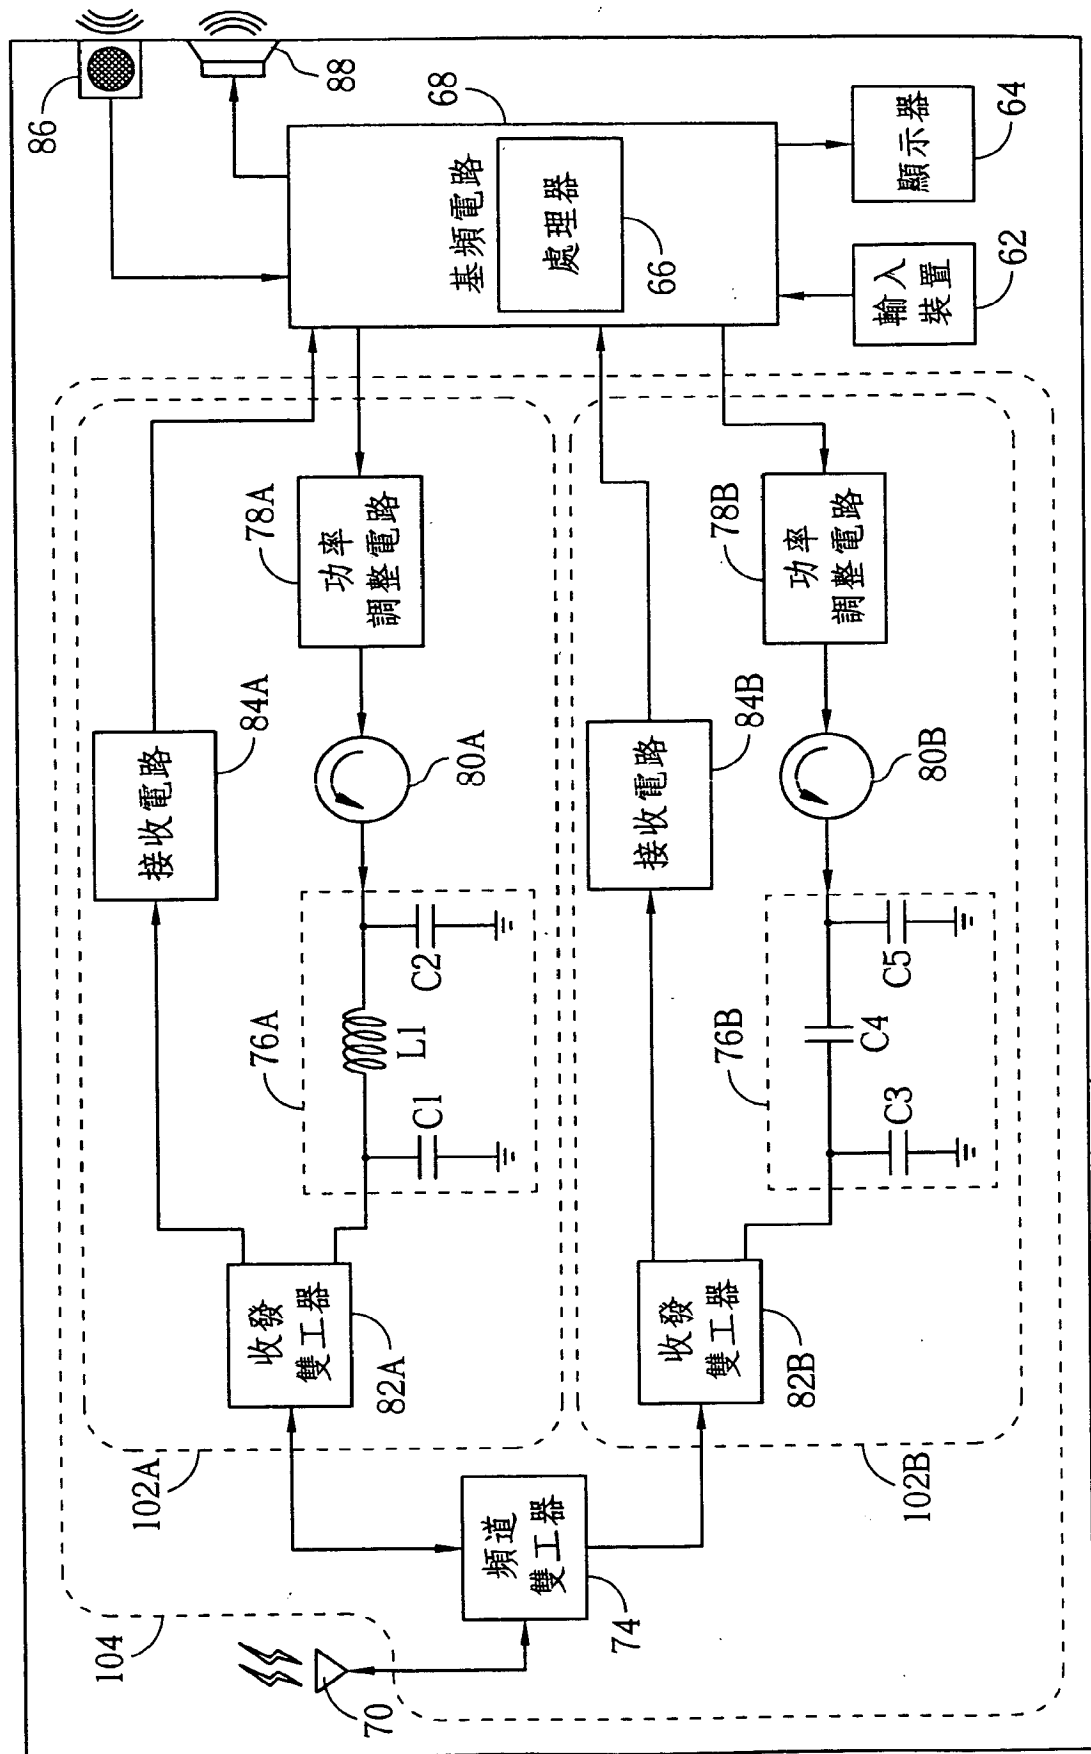 86
88
68
基頻電路
處理器
66
顯示器
64
輸入
裝置
62
78A
功率
調整電路
84A
接收電路
80A
76A
C2
L1
C1
收發
雙工器
82A
102A
78B
功率
調整電路
84B
接收電路
80B
76B
C5
C4
C3
收發
雙工器
82B
102B
頻道
雙工器
74
104
70